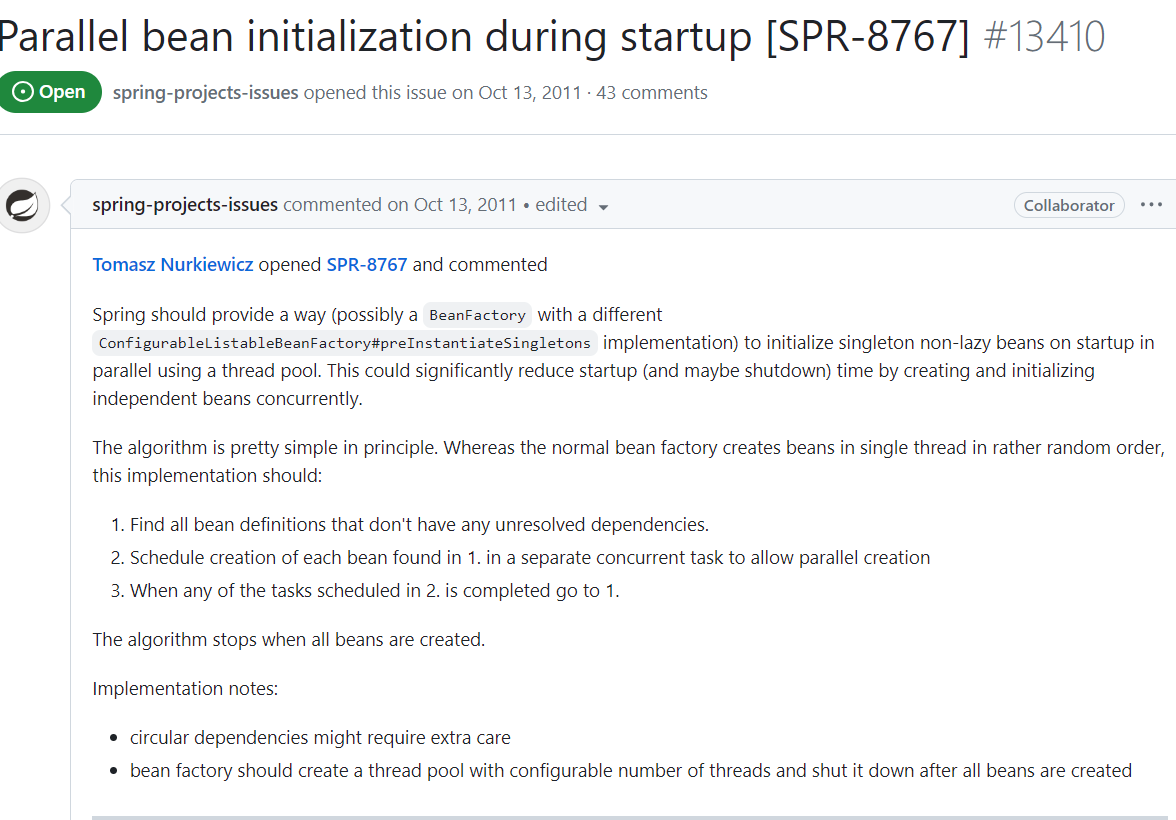 Parallel bean initialization during startup [SPR-8767] #13410
Open spring-projects-issues opened this issue on Oct 13, 2011 · 43 comments
spring-projects-issues commented on Oct 13, 2011 • edited Collaborator ···
Tomasz Nurkiewicz opened SPR-8767 and commented
Spring should provide a way (possibly a BeanFactory with a different
ConfigurableListableBeanFactory#preInstantiateSingletons implementation) to initialize singleton non-lazy beans on startup in
parallel using a thread pool. This could significantly reduce startup (and maybe shutdown) time by creating and initializing
independent beans concurrently.
The algorithm is pretty simple in principle. Whereas the normal bean factory creates beans in single thread in rather random order,
this implementation should:
1. Find all bean definitions that don't have any unresolved dependencies.
2. Schedule creation of each bean found in 1. in a separate concurrent task to allow parallel creation
3. When any of the tasks scheduled in 2. is completed go to 1.
The algorithm stops when all beans are created.
Implementation notes:
• circular dependencies might require extra care
• bean factory should create a thread pool with configurable number of threads and shut it down after all beans are created